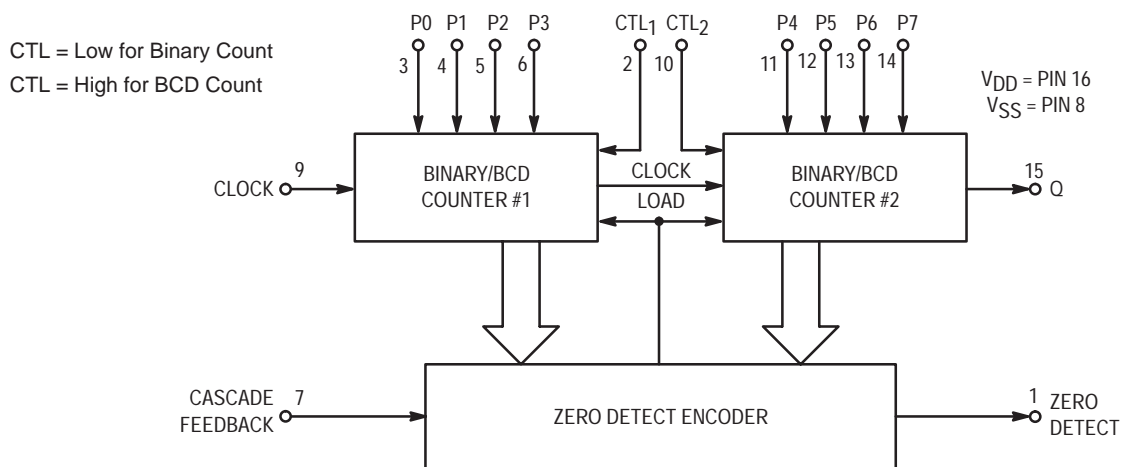 CTL = Low for Binary Count
CTL = High for BCD Count
P0 P1 P2 P3 CTL1 CTL2 P4 P5 P6 P7
3 4 5 6 2 10 11 12 13 14
VDD = PIN 16
VSS = PIN 8
CLOCK 9
BINARY/BCD
COUNTER #1
CLOCK
LOAD
BINARY/BCD
COUNTER #2
15
Q
CASCADE
FEEDBACK
7
ZERO DETECT ENCODER
1
ZERO
DETECT